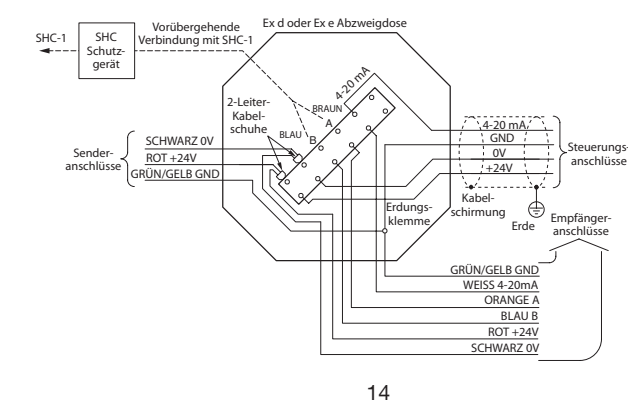 Ex d oder Ex e Abzweigdose
SHC-1
SHC
Schutz-
gerät
Vorübergehende
Verbindung mit SHC-1
4-20 mA
2-Leiter-
Kabel-
schuhe
BRAUN
A
BLAU
B
Sender-
anschlüsse
SCHWARZ 0V
ROT +24V
GRÜN/GELB GND
4-20 mA
GND
0V
+24V
Steuerungs-
anschlüsse
Erdungs-
klemme
Kabel-
schirmung
Erde
Empfänger-
anschlüsse
GRÜN/GELB GND
WEISS 4-20mA
ORANGE A
BLAU B
ROT +24V
SCHWARZ 0V
14